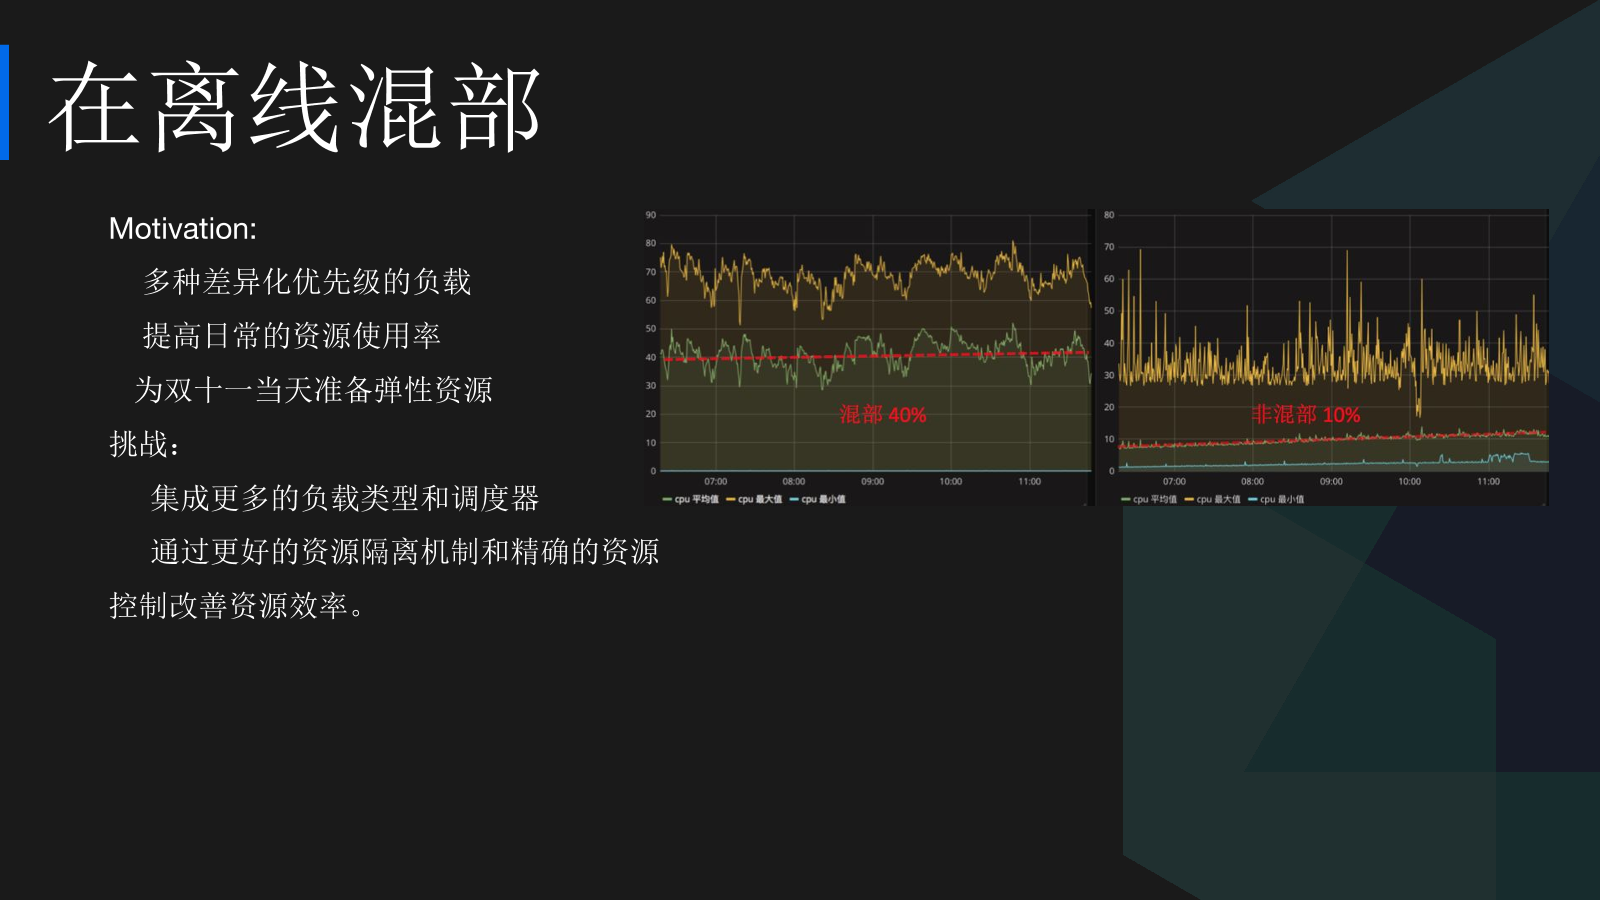 在离线混部
Motivation:
多种差异化优先级的负载
提高日常的资源使用率
为双十一当天准备弹性资源
挑战：
集成更多的负载类型和调度器
通过更好的资源隔离机制和精确的资源
控制改善资源效率。
90
80
70
60
50
40
30
20
10
0
混部 40%
07:00 08:00 09:00 10:00 11:00
cpu 平均值 cpu 最大值 cpu 最小值
80
70
60
50
40
30
20
10
0
非混部 10%
07:00 08:00 09:00 10:00 11:00
cpu 平均值 cpu 最大值 cpu 最小值